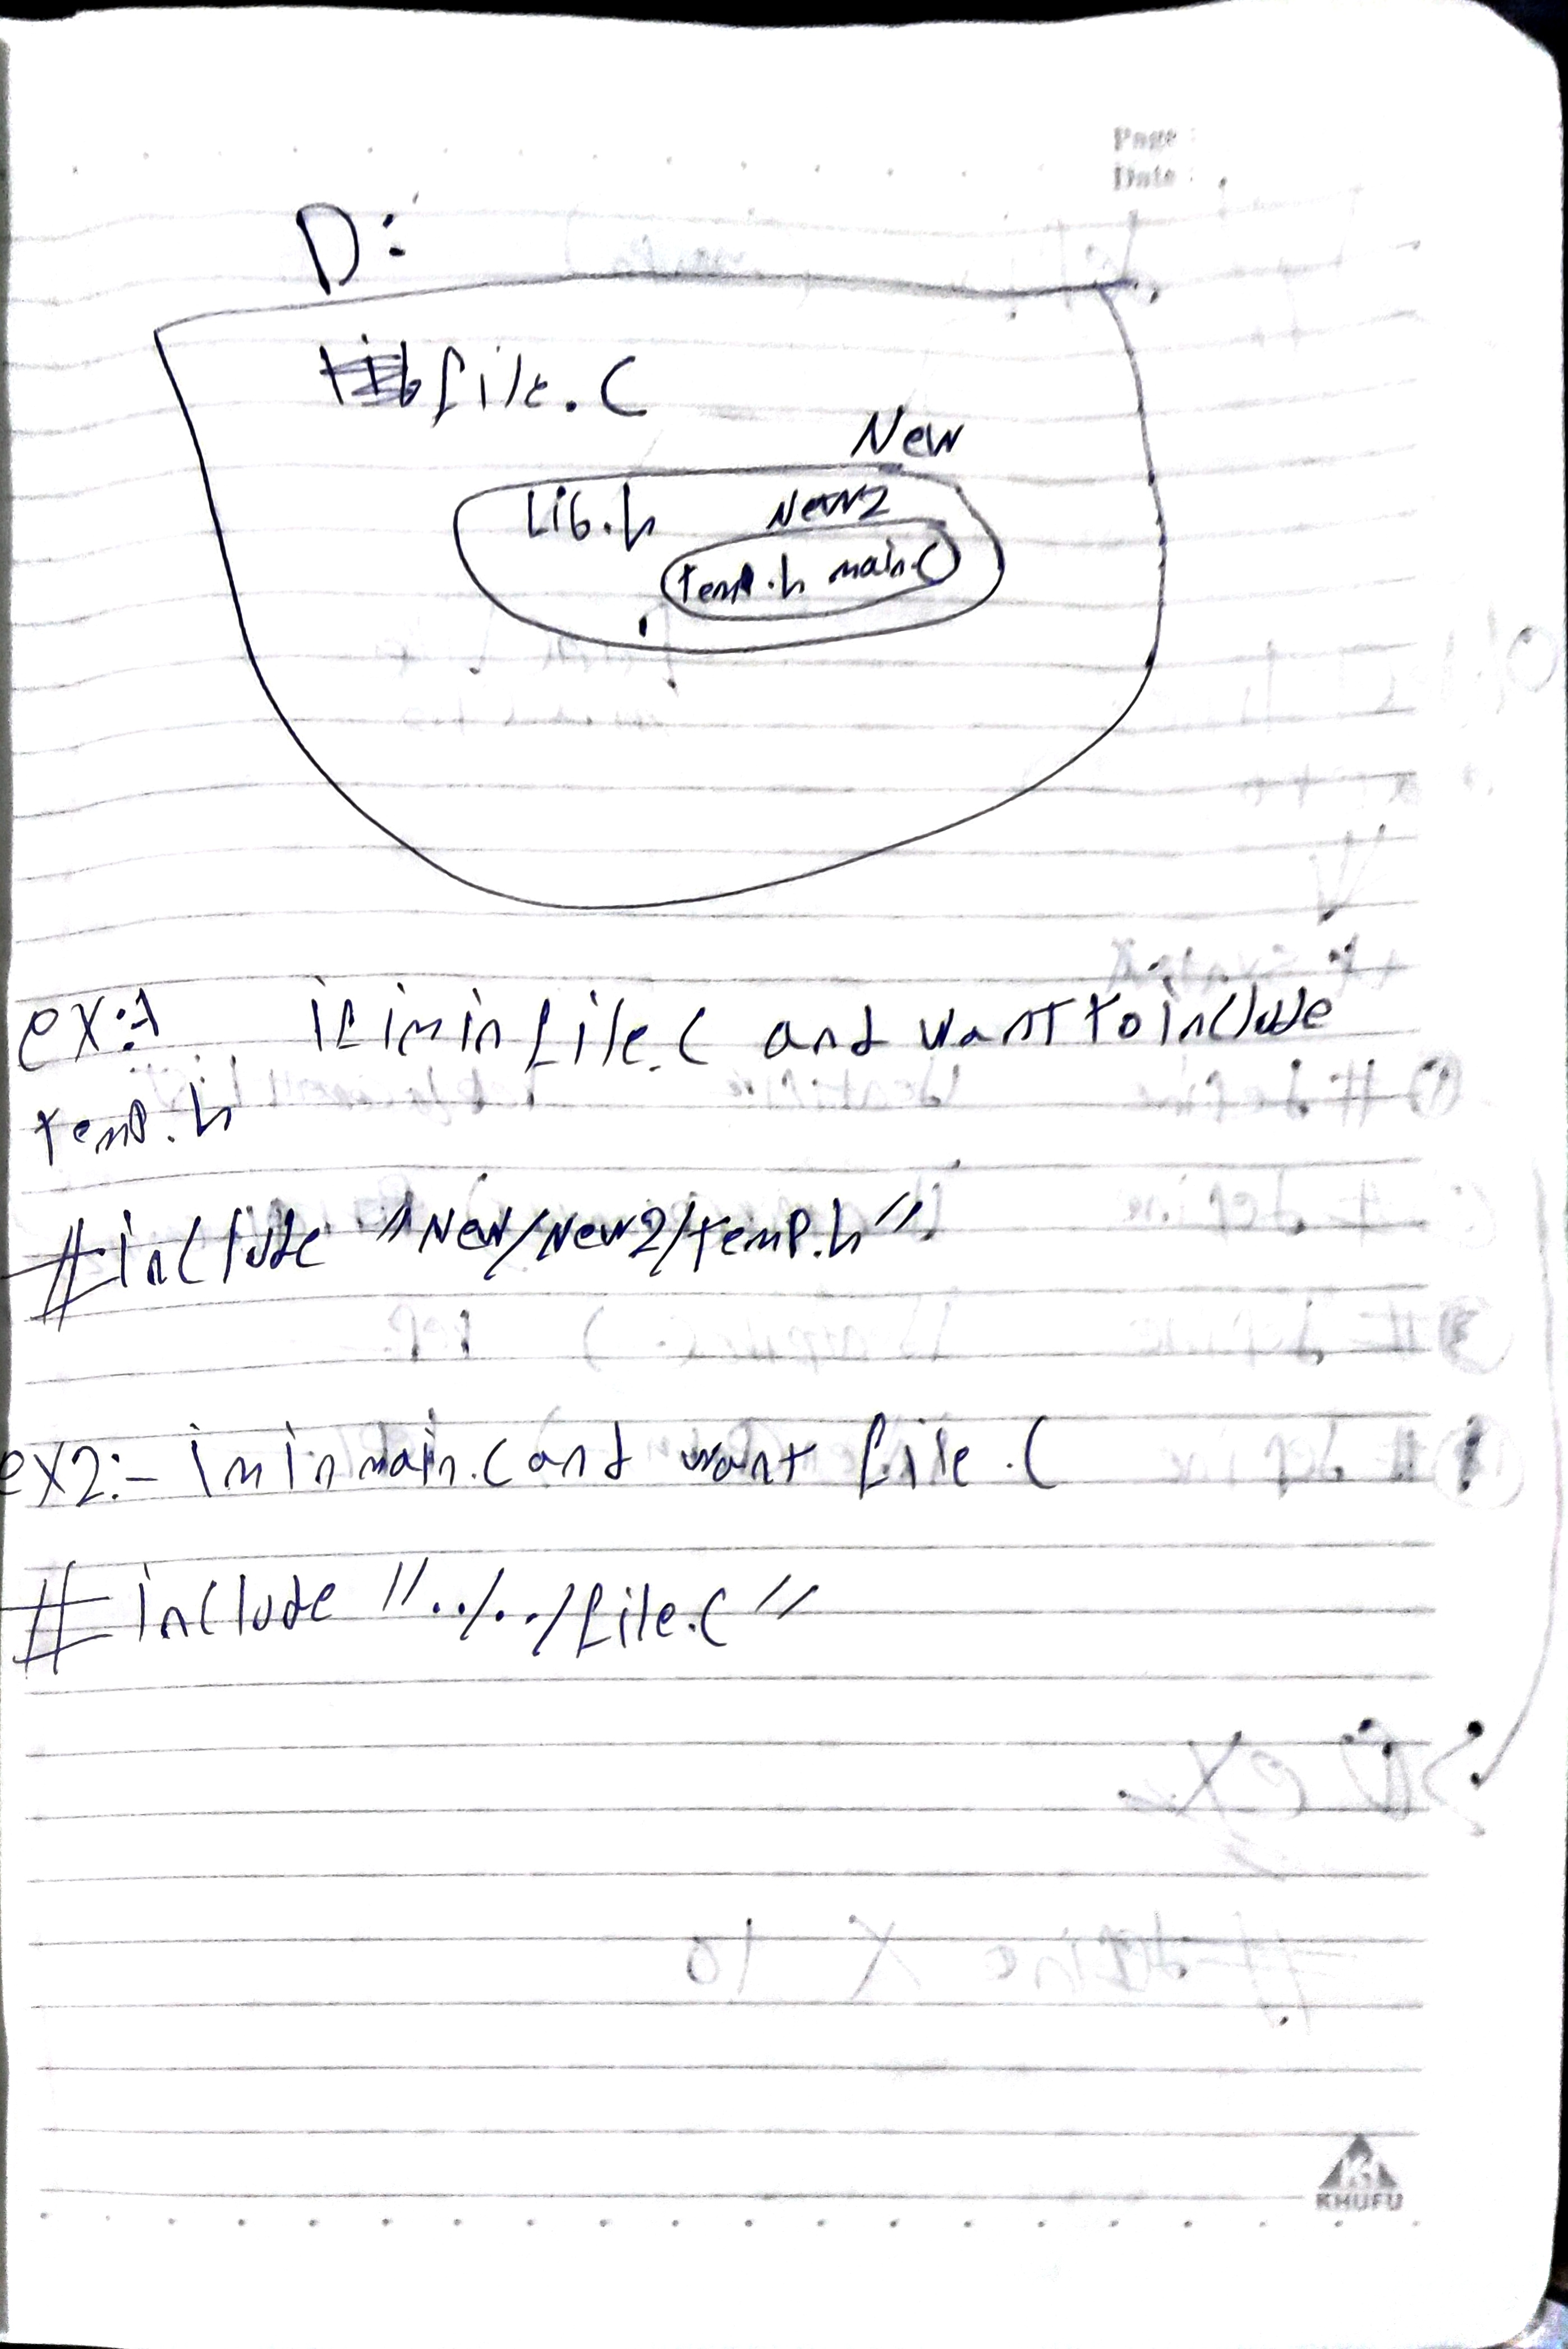 Page :
Date :
D:
file.c
New
Lib.h New2
temp.h main.c
ex:1 if im in file.c and want to include
temp.h
#include "New/New2/temp.h"
ex2:- im in main.c and want file.c
#include "../../file.c"
KHUFU